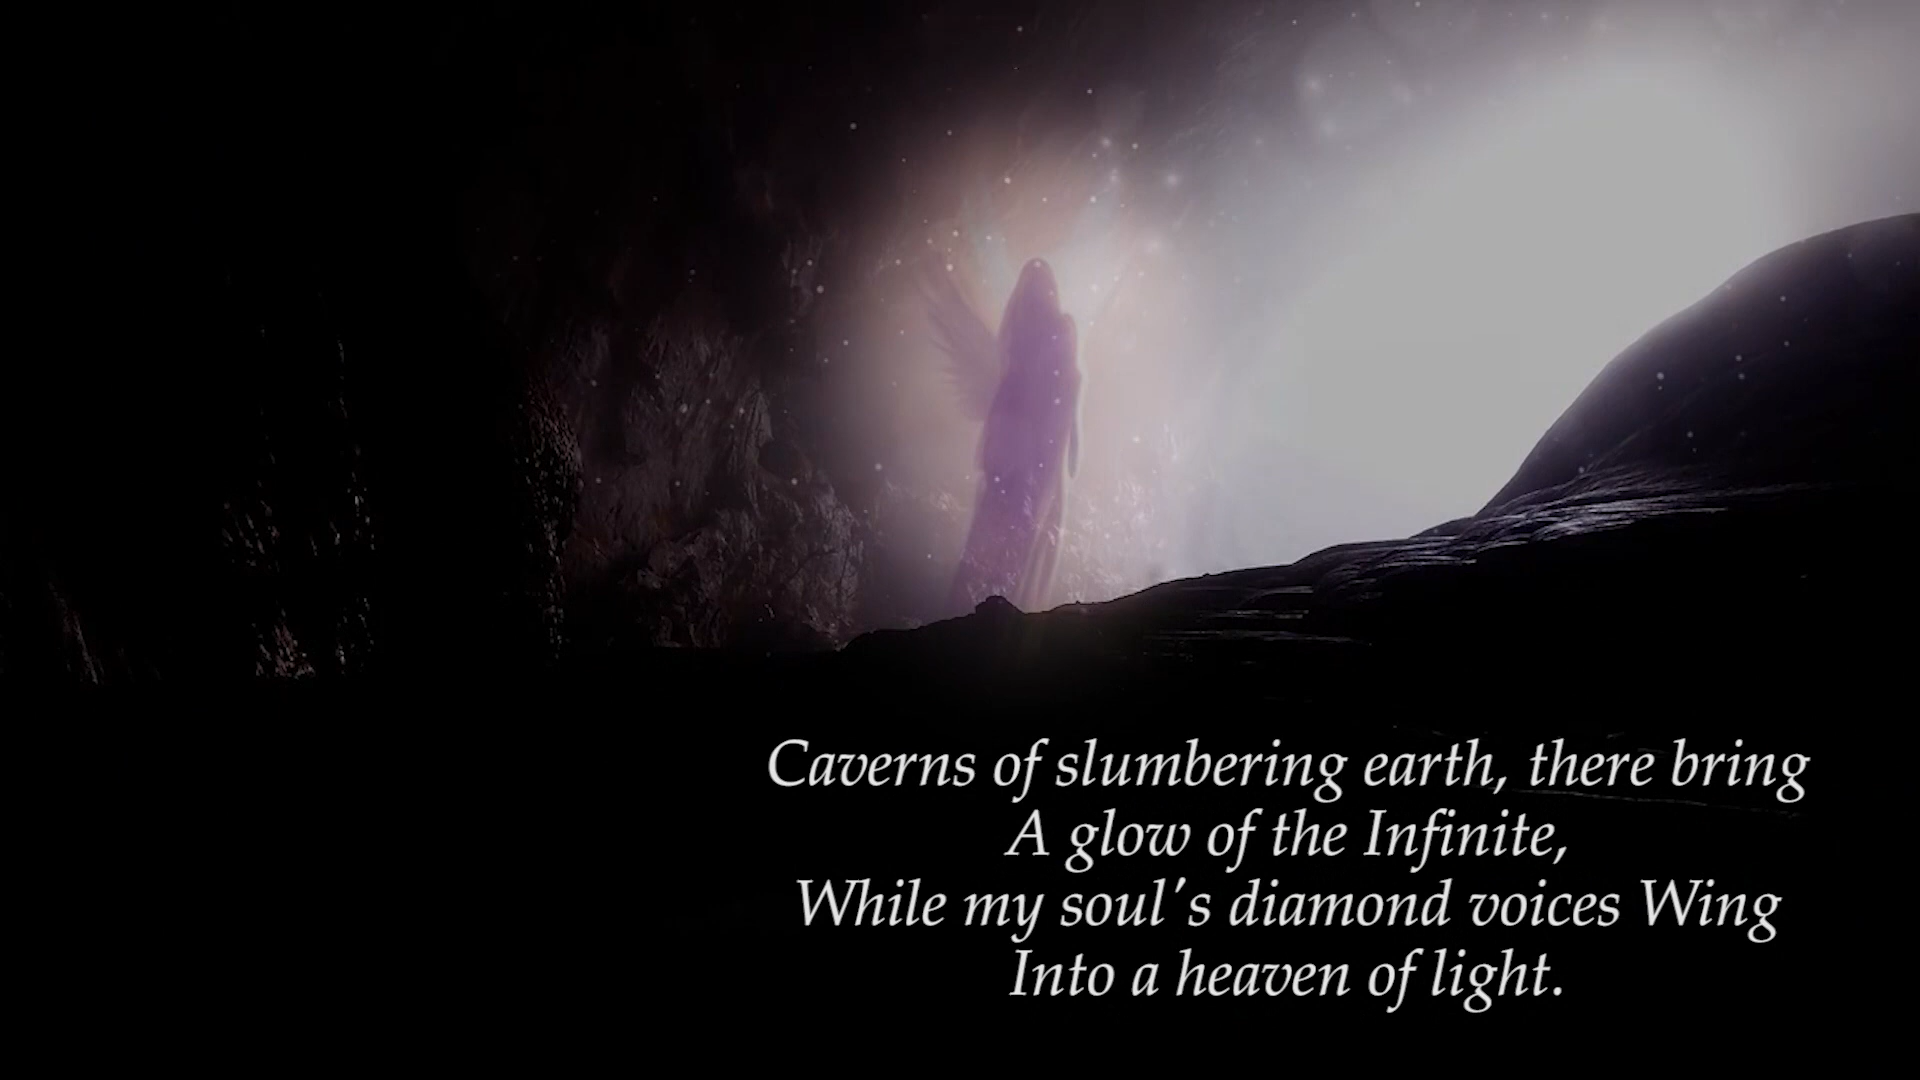 Caverns of slumbering earth, there bring
A glow of the Infinite,
While my soul's diamond voices Wing
Into a heaven of light.